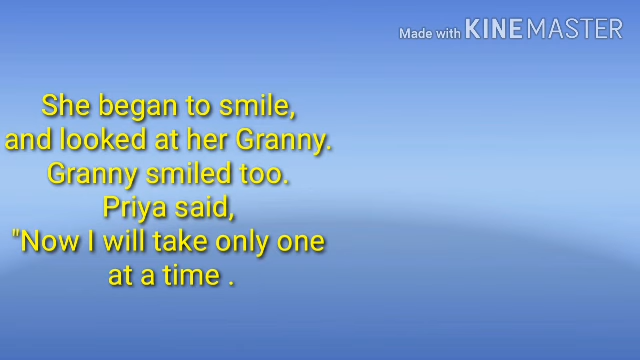 Made with KINEMASTER
She began to smile,
and looked at her Granny.
Granny smiled too.
Priya said,
"Now I will take only one
at a time .